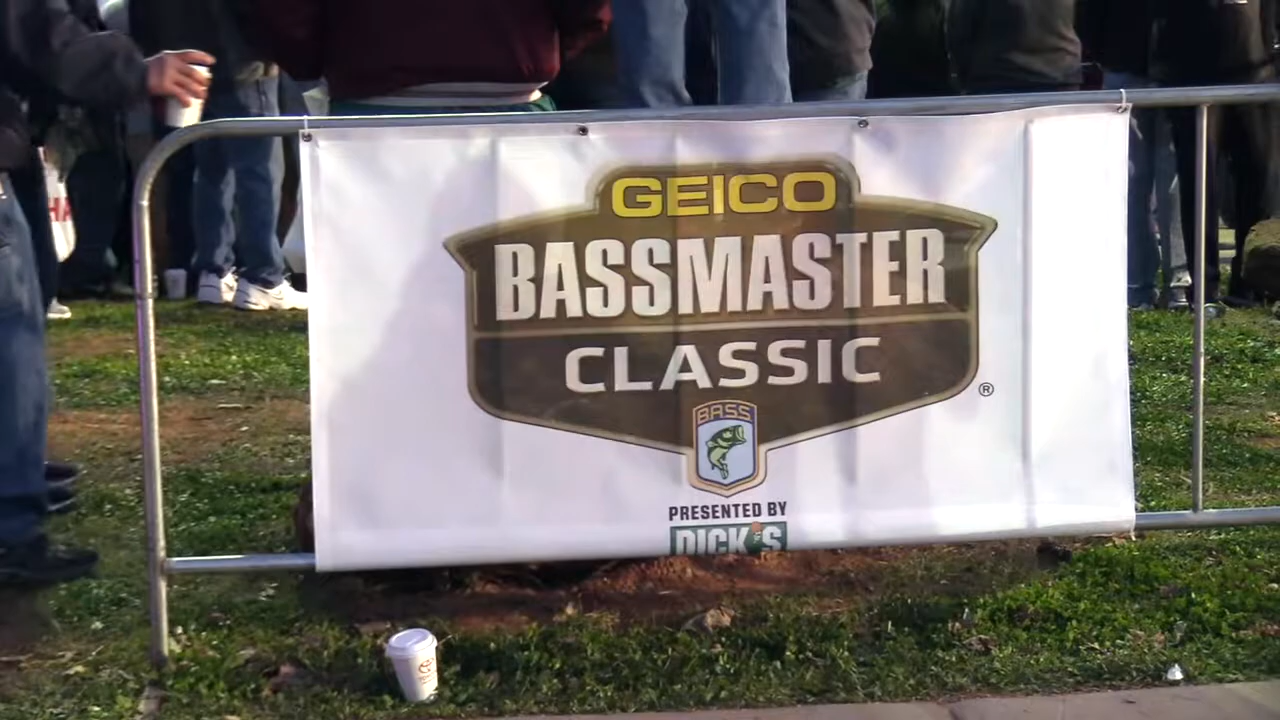 GEICO
BASSMASTER
CLASSIC
®
BASS
PRESENTED BY
DICK'S